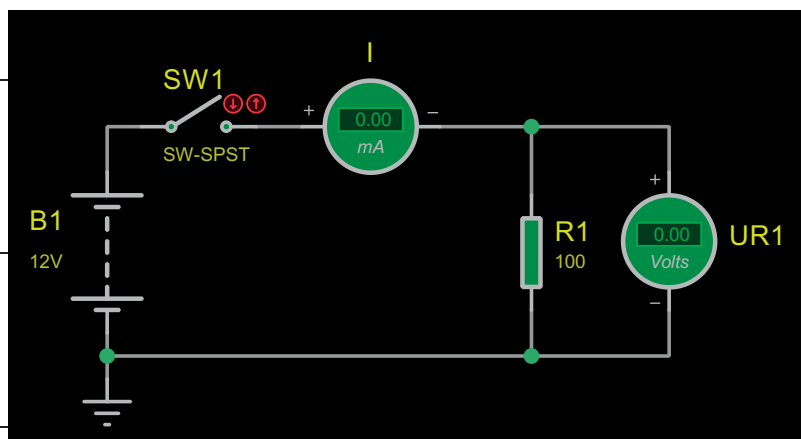 I
SW1
SW-SPST
+
0.00
mA
−
B1
12V
R1
100
+
0.00
Volts
−
UR1